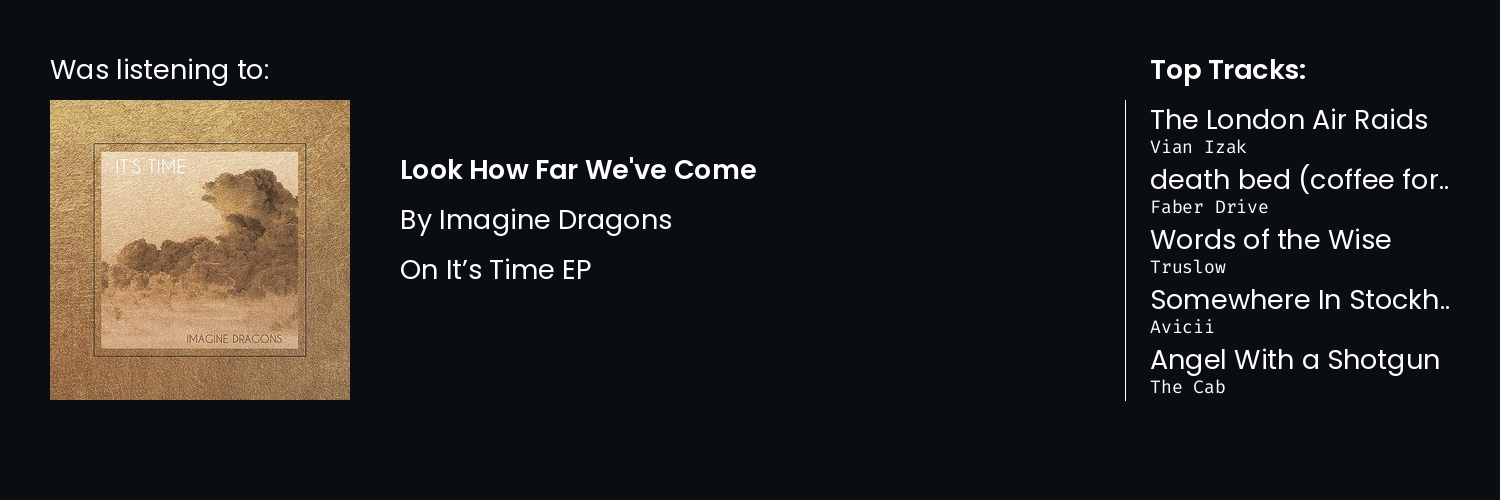 Was listening to:
IT'S TIME
IMAGINE DRAGONS
Look How Far We've Come
By Imagine Dragons
On It’s Time EP
Top Tracks:
The London Air Raids
Vian Izak
death bed (coffee for..
Faber Drive
Words of the Wise
Truslow
Somewhere In Stockh..
Avicii
Angel With a Shotgun
The Cab